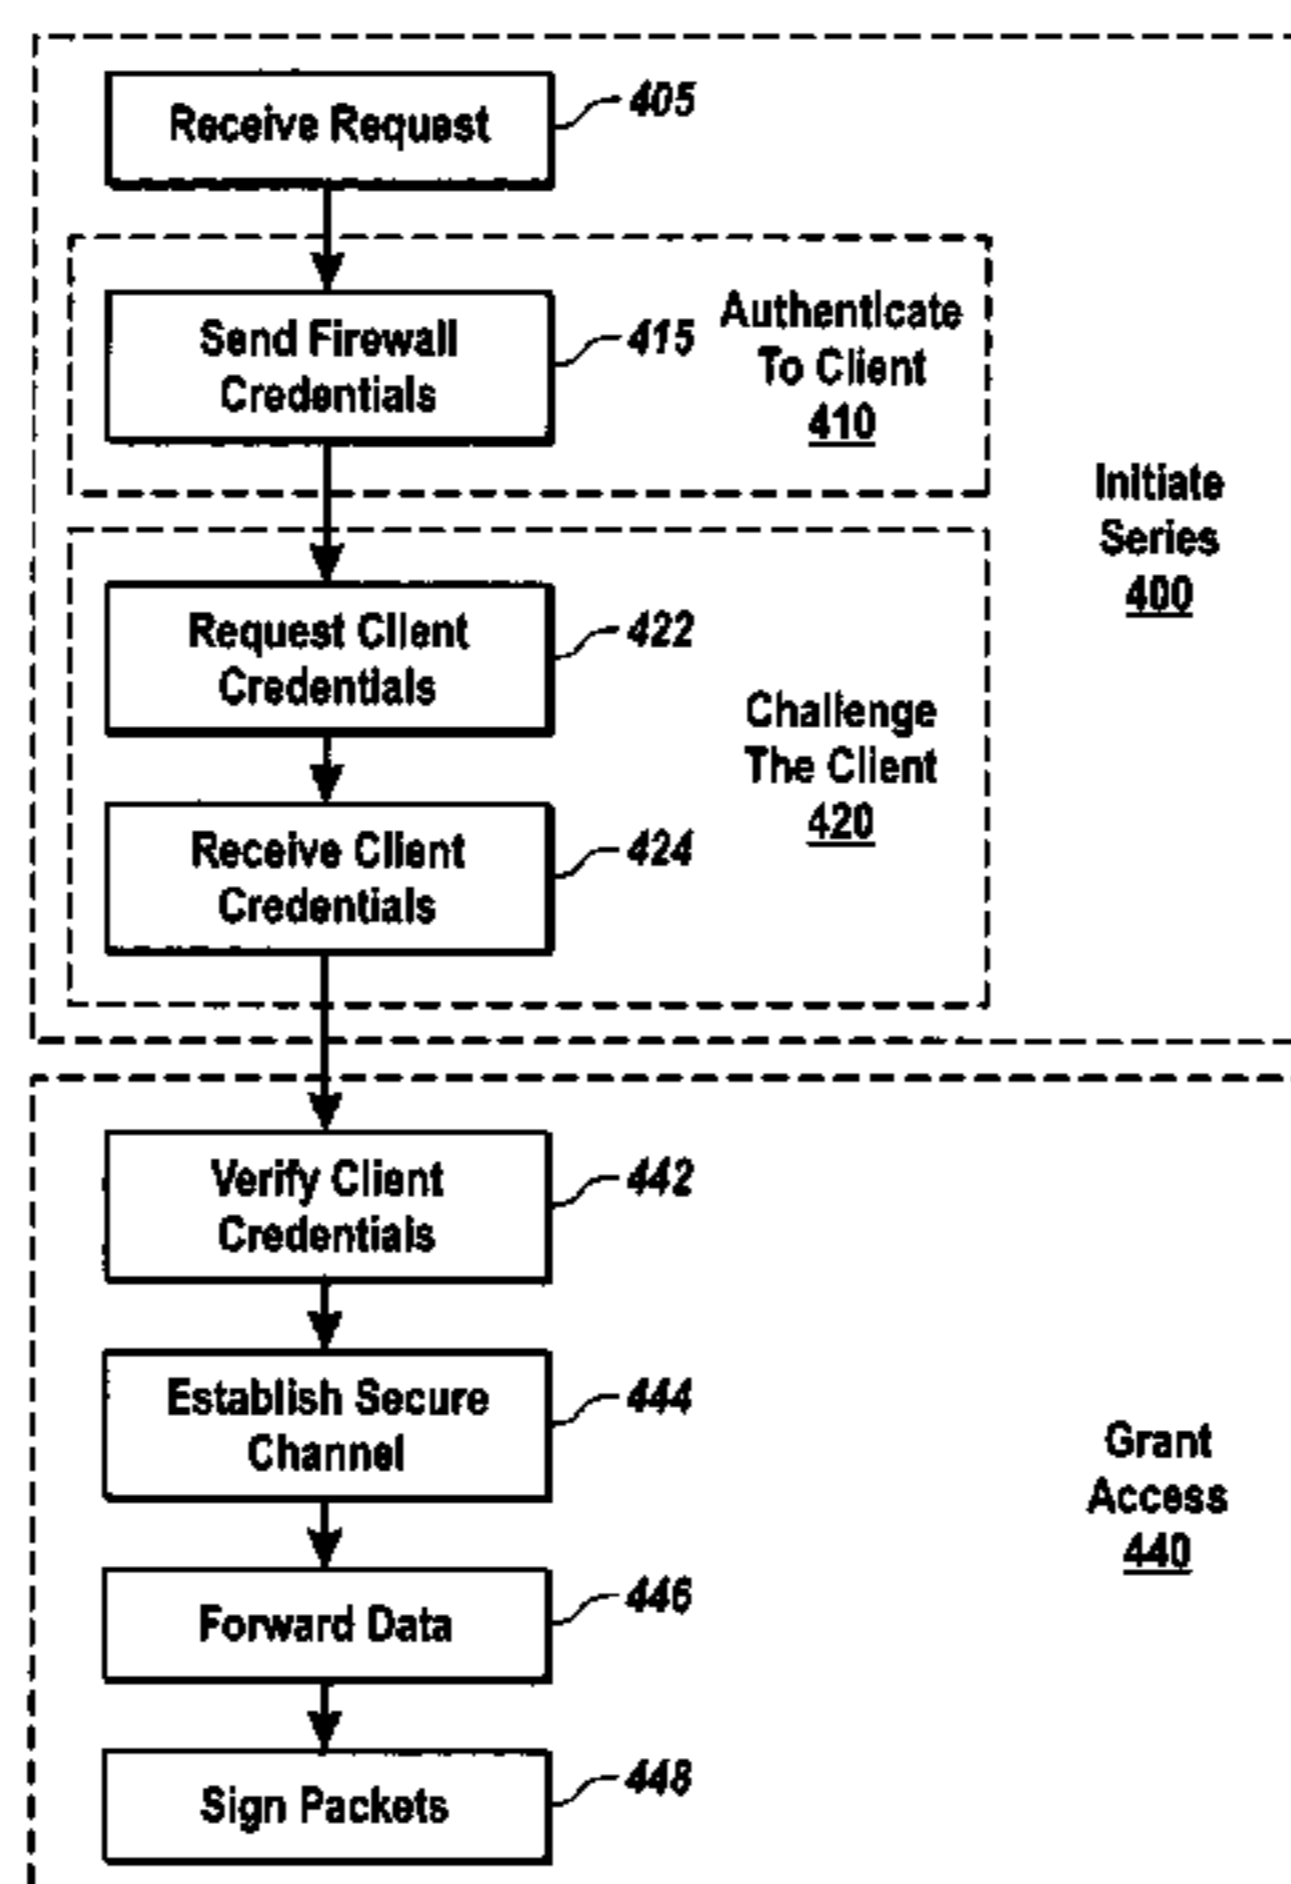 Receive Request
405
Send Firewall
Credentials
415
Authenticate
To Client
410
Initiate
Series
400
Request Client
Credentials
422
Challenge
The Client
420
Receive Client
Credentials
424
Verify Client
Credentials
442
Establish Secure
Channel
444
Grant
Access
440
Forward Data
446
Sign Packets
448